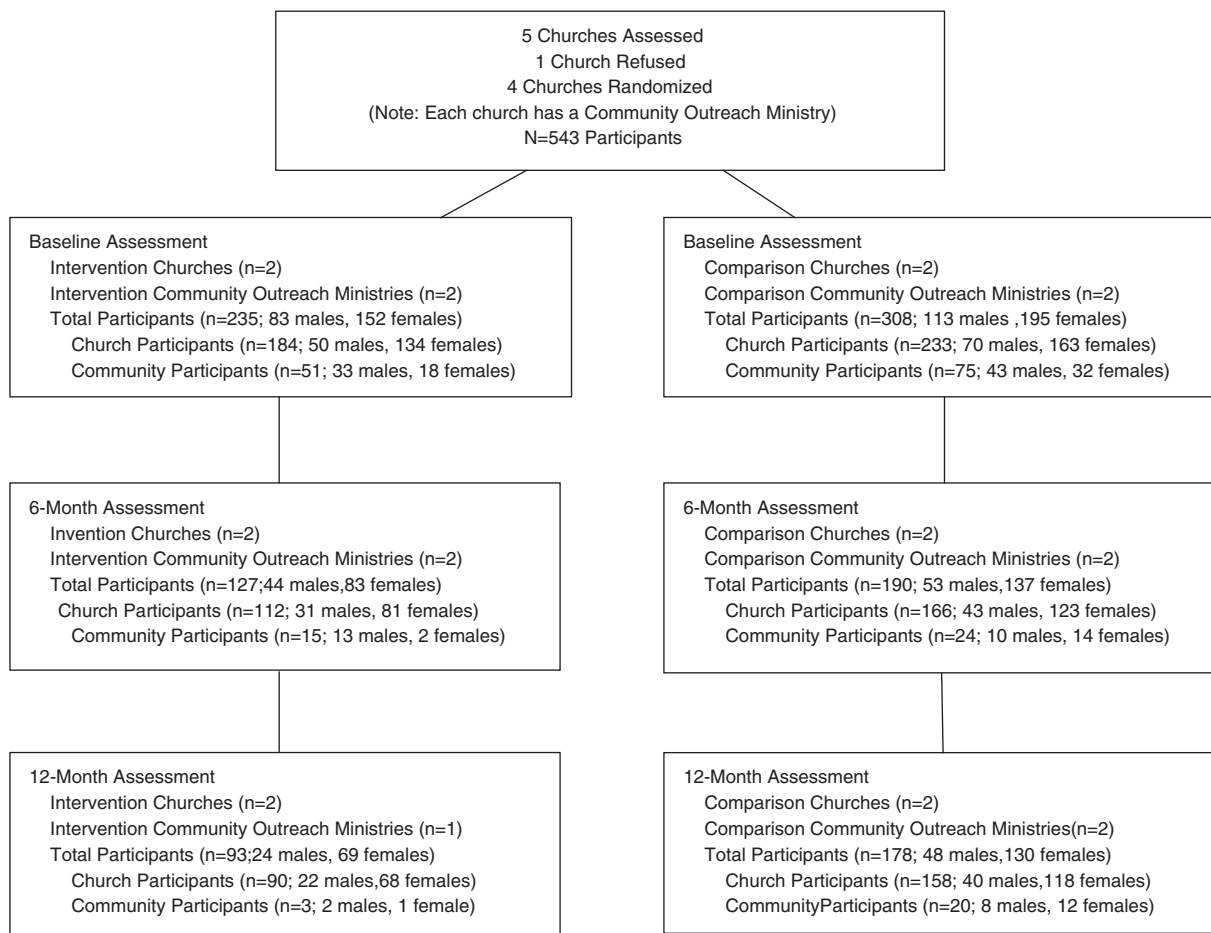 5 Churches Assessed
1 Church Refused
4 Churches Randomized
(Note: Each church has a Community Outreach Ministry)
N=543 Participants
Baseline Assessment
Intervention Churches (n=2)
Intervention Community Outreach Ministries (n=2)
Total Participants (n=235; 83 males, 152 females)
Church Participants (n=184; 50 males, 134 females)
Community Participants (n=51; 33 males, 18 females)
Baseline Assessment
Comparison Churches (n=2)
Comparison Community Outreach Ministries (n=2)
Total Participants (n=308; 113 males ,195 females)
Church Participants (n=233; 70 males, 163 females)
Community Participants (n=75; 43 males, 32 females)
6-Month Assessment
Invention Churches (n=2)
Intervention Community Outreach Ministries (n=2)
Total Participants (n=127;44 males,83 females)
Church Participants (n=112; 31 males, 81 females)
Community Participants (n=15; 13 males, 2 females)
6-Month Assessment
Comparison Churches (n=2)
Comparison Community Outreach Ministries (n=2)
Total Participants (n=190; 53 males,137 females)
Church Participants (n=166; 43 males, 123 females)
Community Participants (n=24; 10 males, 14 females)
12-Month Assessment
Intervention Churches (n=2)
Intervention Community Outreach Ministries (n=1)
Total Participants (n=93;24 males, 69 females)
Church Participants (n=90; 22 males,68 females)
Community Participants (n=3; 2 males, 1 female)
12-Month Assessment
Comparison Churches (n=2)
Comparison Community Outreach Ministries(n=2)
Total Participants (n=178; 48 males,130 females)
Church Participants (n=158; 40 males,118 females)
CommunityParticipants (n=20; 8 males, 12 females)